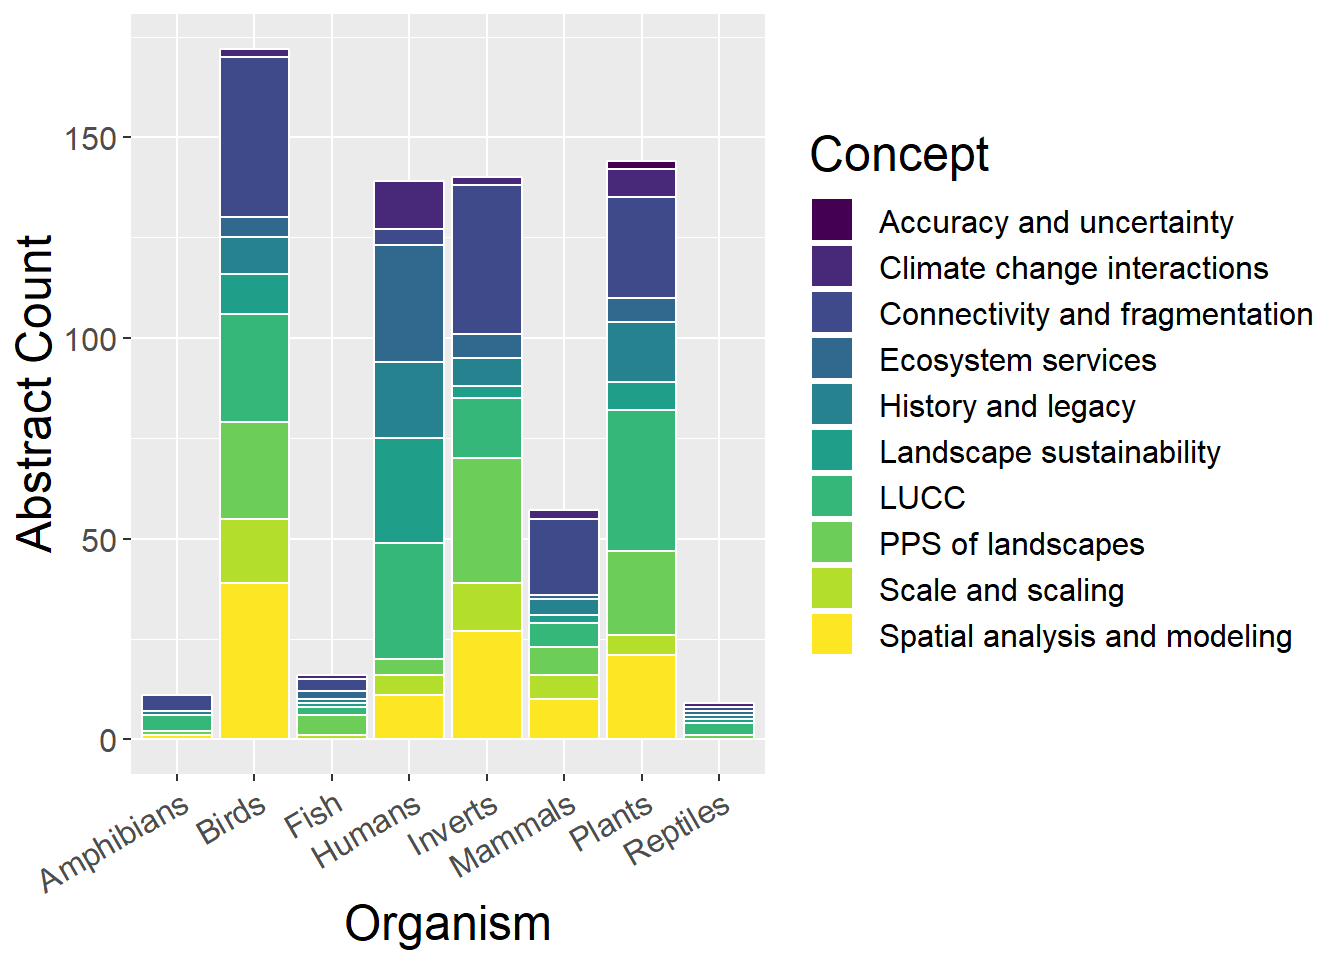 Abstract Count
150
100
50
0
Amphibians
Birds
Fish
Humans
Inverts
Mammals
Plants
Reptiles
Organism
Concept
Accuracy and uncertainty
Climate change interactions
Connectivity and fragmentation
Ecosystem services
History and legacy
Landscape sustainability
LUCC
PPS of landscapes
Scale and scaling
Spatial analysis and modeling